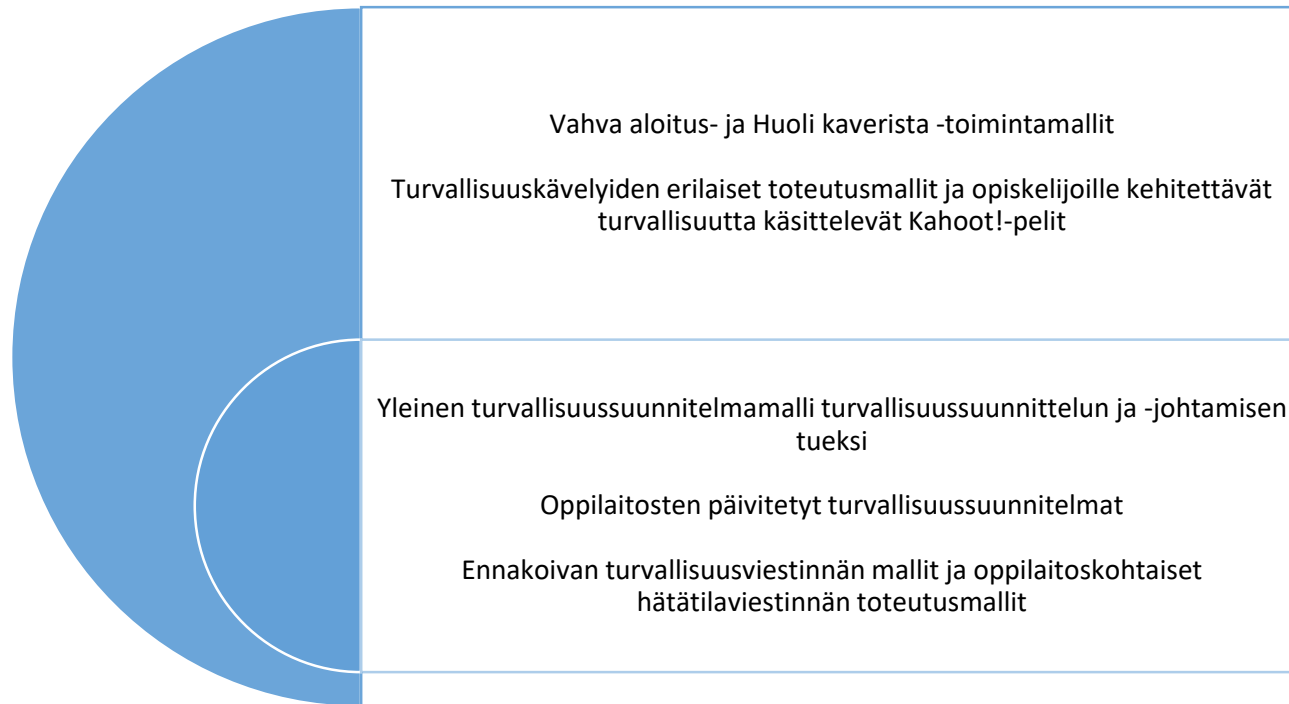 Vahva aloitus- ja Huoli kaverista -toimintamallit
Turvallisuuskävelyiden erilaiset toteutusmallit ja opiskelijoille kehitettävät
turvallisuutta käsittelevät Kahoot!-pelit
Yleinen turvallisuussuunnitelmamalli turvallisuussuunnittelun ja -johtamisen
tueksi
Oppilaitosten päivitetyt turvallisuussuunnitelmat
Ennakoivan turvallisuusviestinnän mallit ja oppilaitoskohtaiset
hätätilaviestinnän toteutusmallit